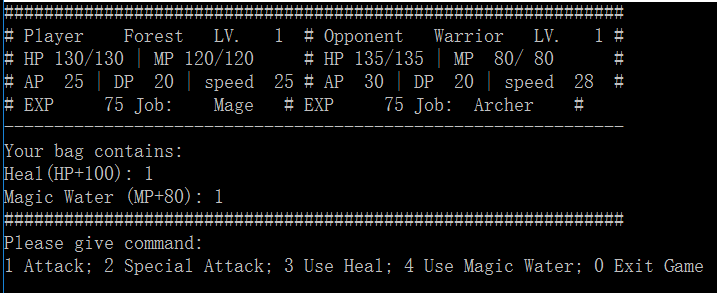 ##############################################################
# Player    Forest   LV.    1  # Opponent    Warrior   LV.    1 #
# HP 130/130 | MP 120/120     # HP 135/135 | MP  80/ 80      #
# AP  25 | DP  20 | speed   25 # AP  30 | DP  20 | speed  28  #
# EXP     75 Job:    Mage   # EXP     75 Job:  Archer    #
--------------------------------------------------------------
Your bag contains:
Heal(HP+100): 1
Magic Water (MP+80): 1
##############################################################
Please give command:
1 Attack; 2 Special Attack; 3 Use Heal; 4 Use Magic Water; 0 Exit Game